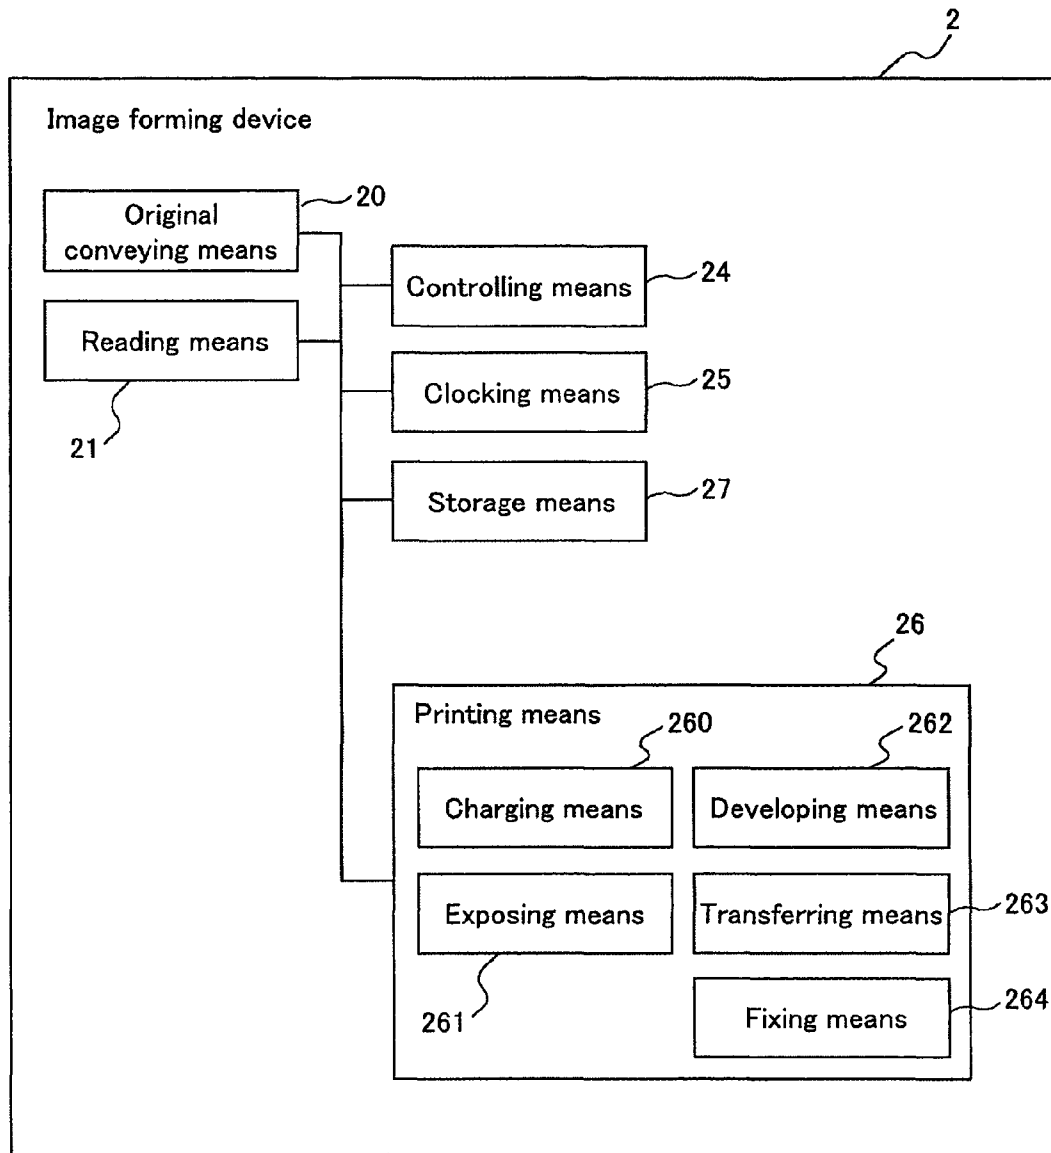 2
Image forming device
20
Original
conveying means
Controlling means
24
Reading means
21
Clocking means
25
Storage means
27
26
Printing means
260
262
Charging means
Developing means
Exposing means
261
Transferring means
263
Fixing means
264